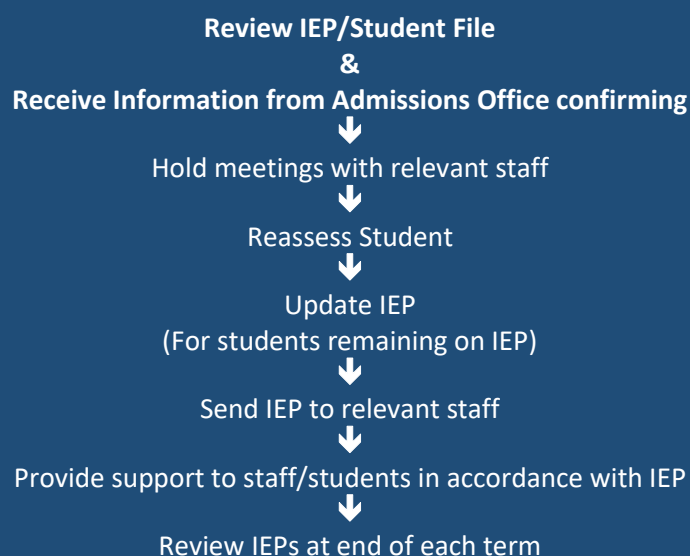 Review IEP/Student File
&
Receive Information from Admissions Office confirming
Hold meetings with relevant staff
Reassess Student
Update IEP
(For students remaining on IEP)
Send IEP to relevant staff
Provide support to staff/students in accordance with IEP
Review IEPs at end of each term